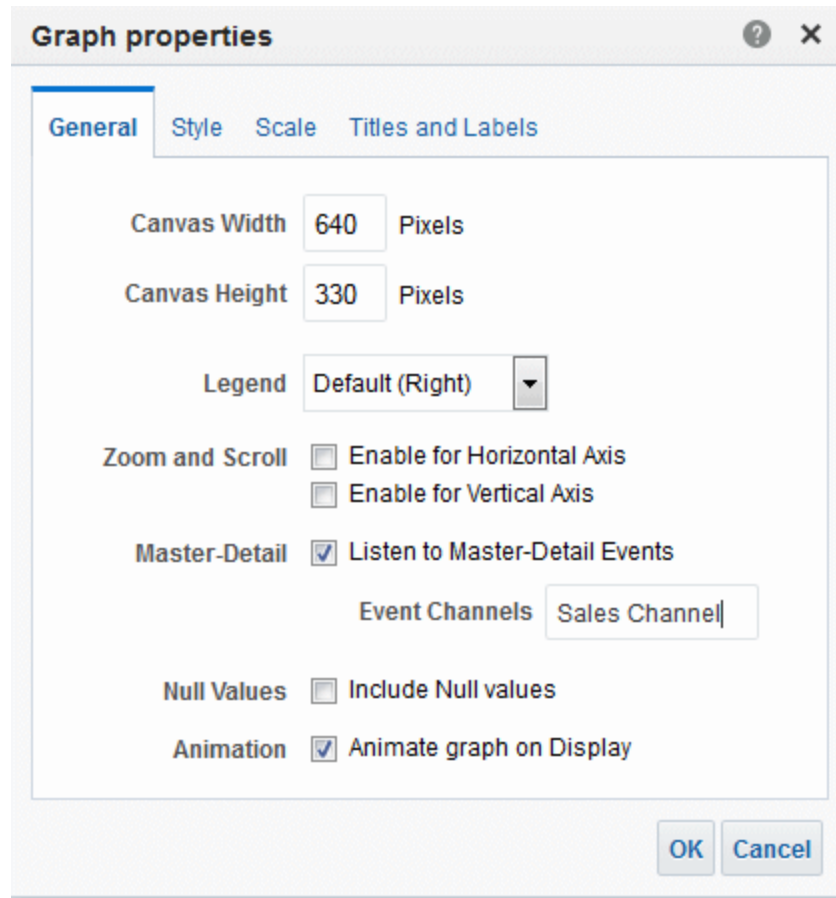 Graph properties ? ×
General Style Scale Titles and Labels
Canvas Width 640 Pixels
Canvas Height 330 Pixels
Legend Default (Right)
Zoom and Scroll Enable for Horizontal Axis
Enable for Vertical Axis
Master-Detail Listen to Master-Detail Events
Event Channels Sales Channel
Null Values Include Null values
Animation Animate graph on Display
OK Cancel